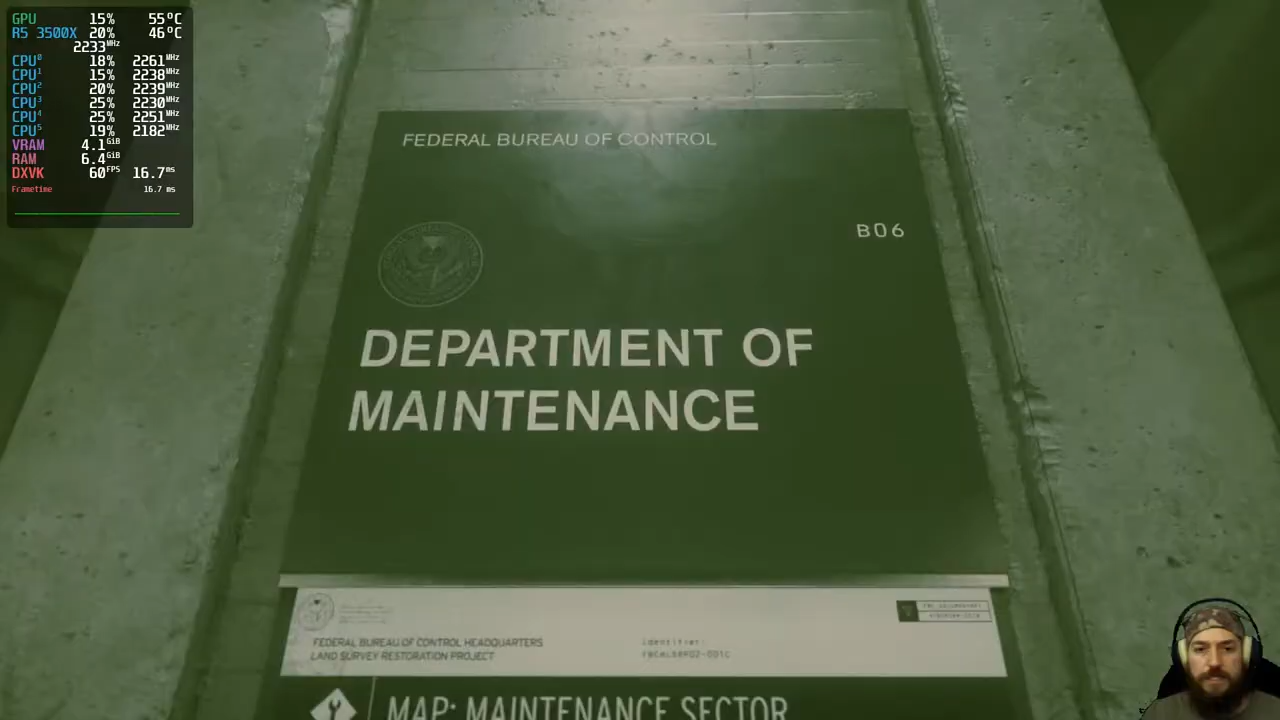 GPU 15% 55°C
R5 3500X 20% 46°C
2233MHz
CPU0 18% 2261MHz
CPU1 15% 2238MHz
CPU2 20% 2239MHz
CPU3 25% 2230MHz
CPU4 25% 2251MHz
CPU5 19% 2182MHz
VRAM 4.1GiB
RAM 6.4GiB
DXVK 60FPS 16.7ms
Frametime 16.7 ms
FEDERAL BUREAU OF CONTROL
B06
DEPARTMENT OF
MAINTENANCE
FEDERAL BUREAU OF CONTROL HEADQUARTERS
LAND SURVEY RESTORATION PROJECT
identifier:
MAP: MAINTENANCE SECTOR